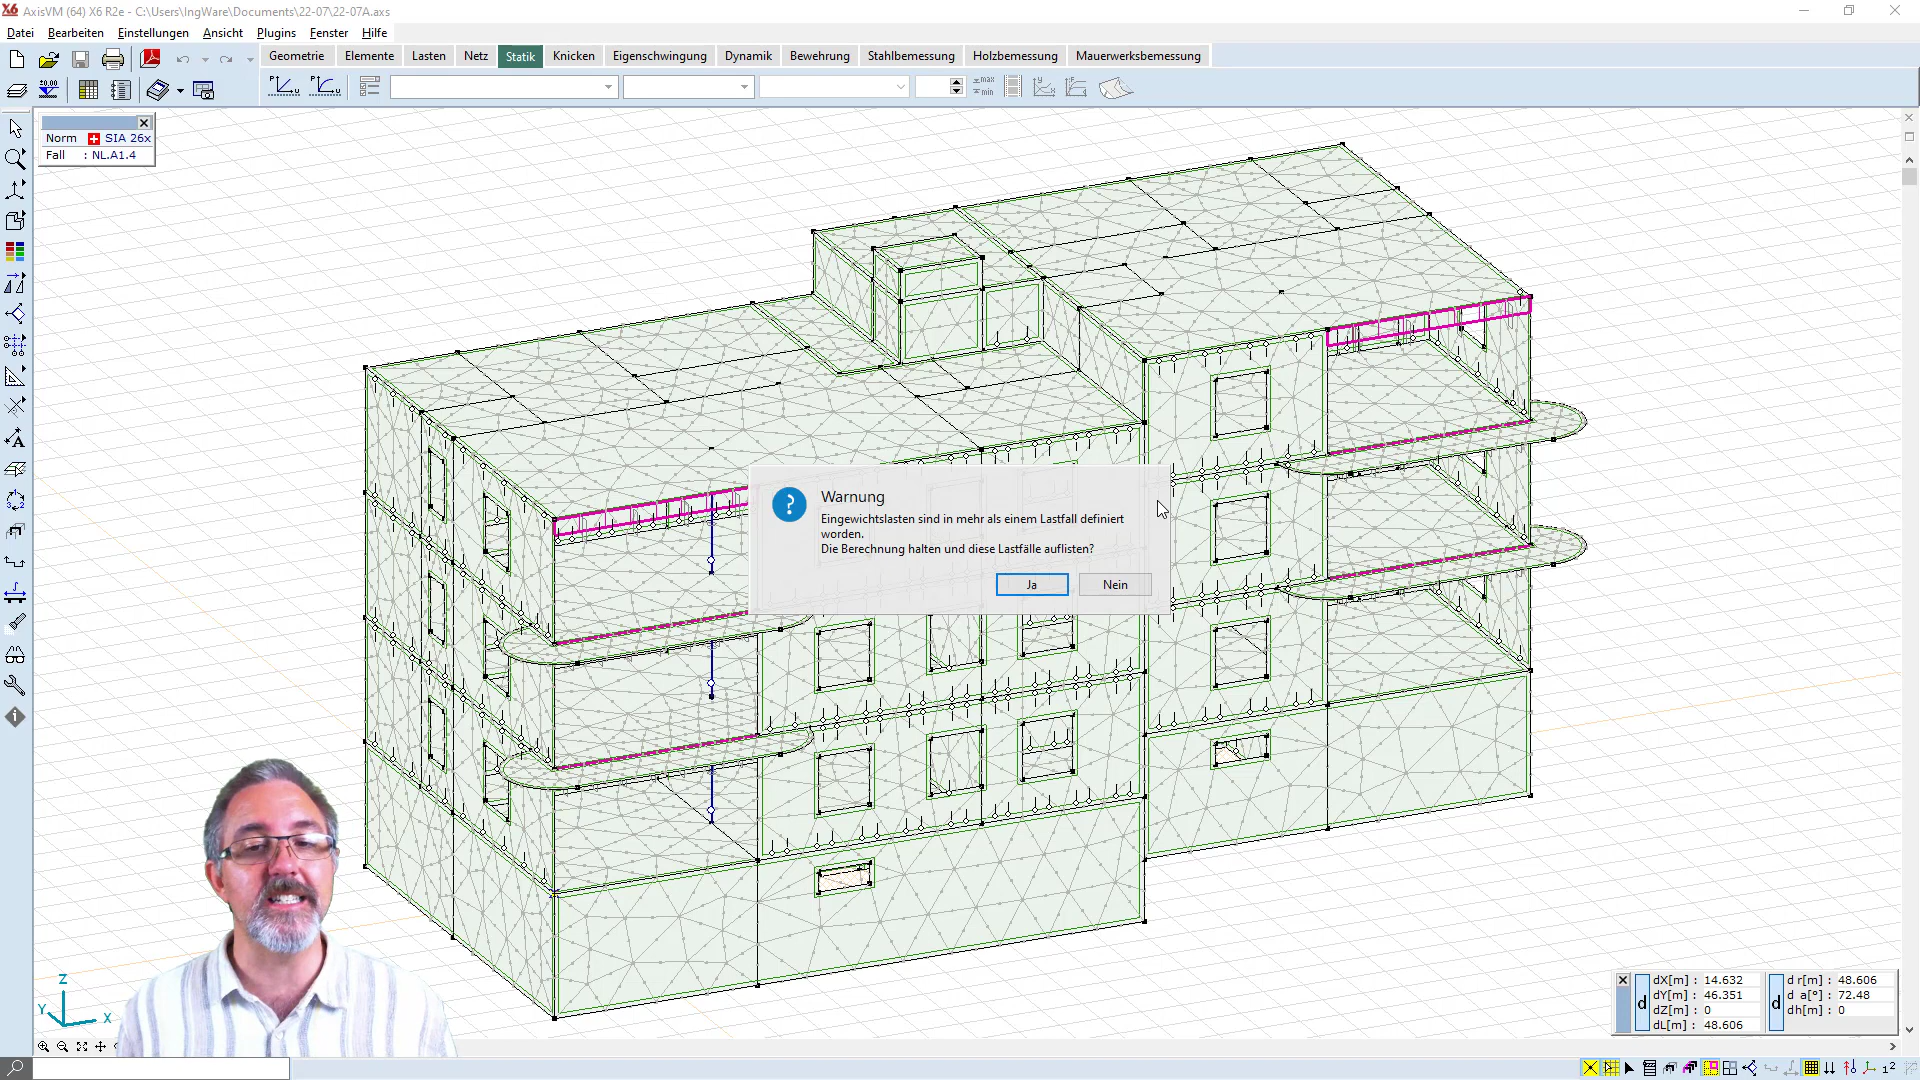 AxisVM (64) X6 R2e - C:\Users\IngWare\Documents\22-07\22-07A.axs
Datei Bearbeiten Einstellungen Ansicht Plugins Fenster Hilfe
Geometrie Elemente Lasten Netz Statik Knicken Eigenschwingung Dynamik Bewehrung Stahlbemessung Holzbemessung Mauerwerksbemessung
Norm SIA 26x
Fall : NL.A1.4
Warnung
Eingewichtslasten sind in mehr als einem Lastfall definiert
worden.
Die Berechnung halten und diese Lastfälle auflisten?
Ja Nein
Z
Y
X
d
dX[m] : 14.632
dY[m] : 46.351
dZ[m] : 0
dL[m] : 48.606
d
d r[m] : 48.606
d a[°] : 72.48
dh[m] : 0